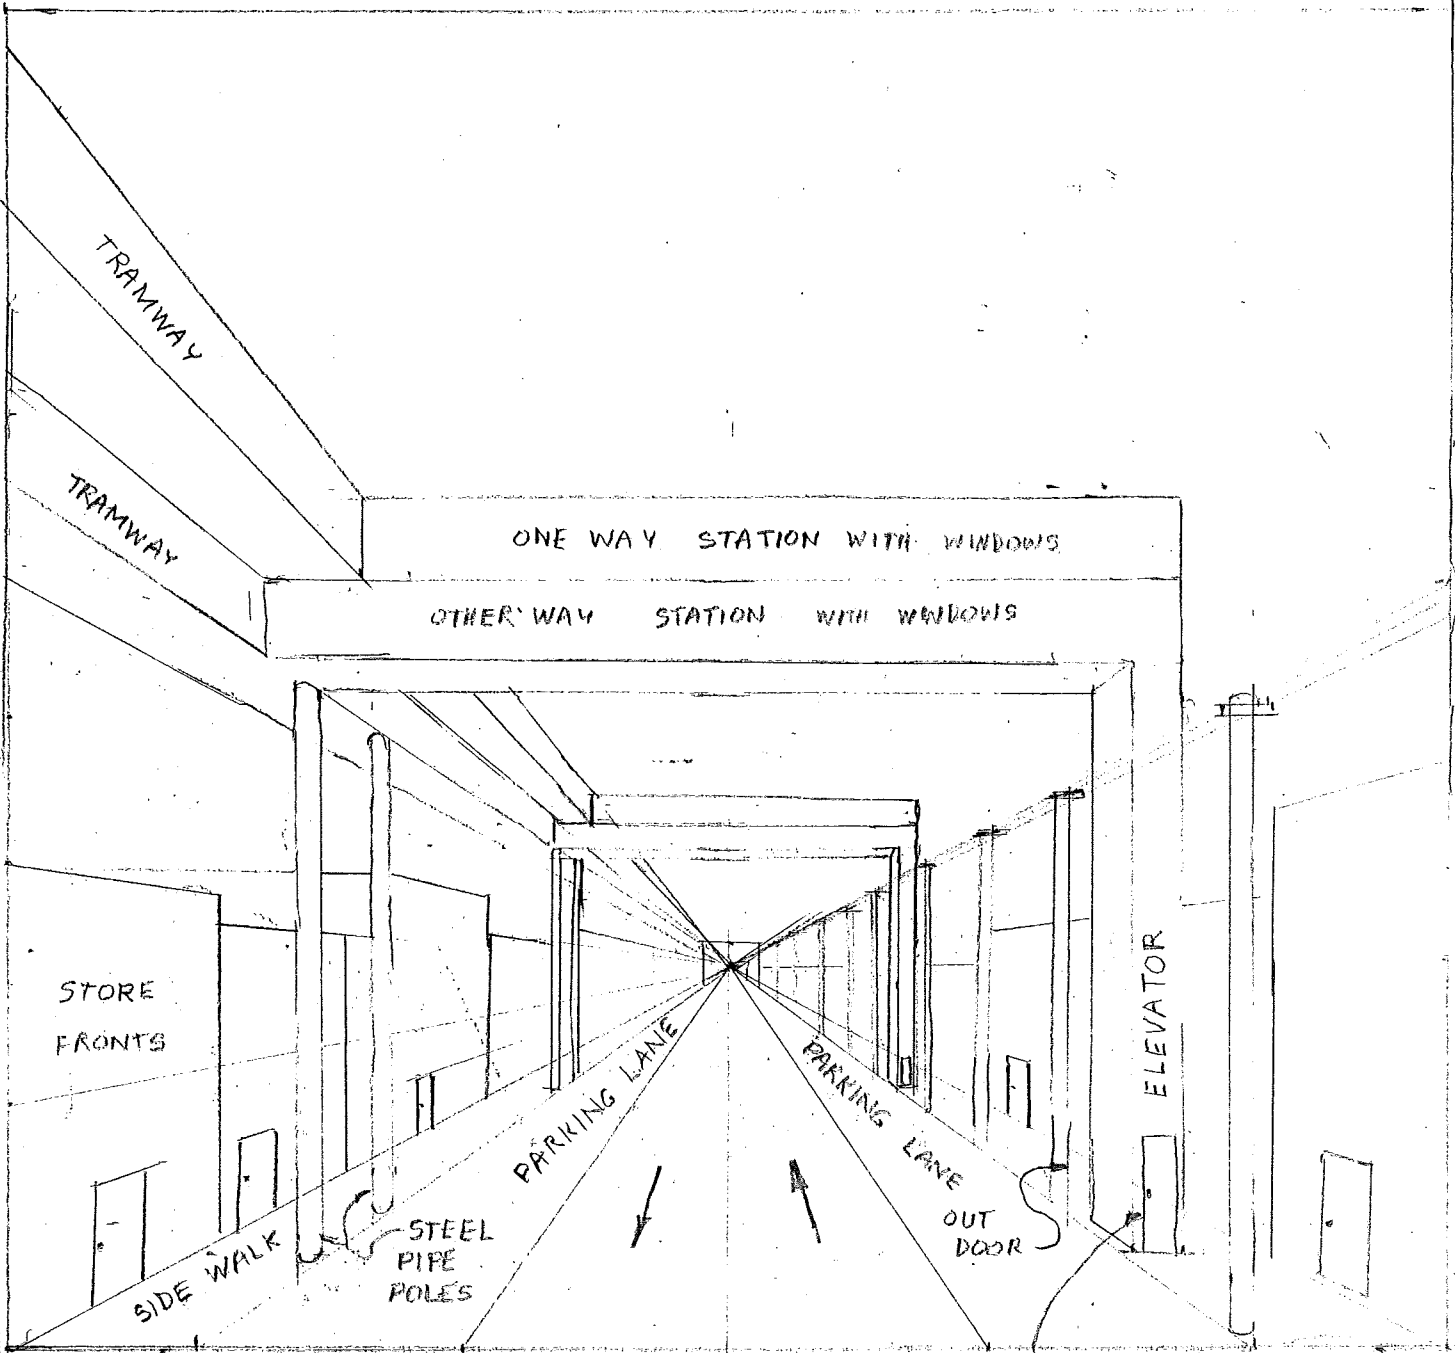 TRAMWAY
TRAMWAY
ONE WAY STATION WITH WINDOWS
OTHER WAY STATION WITH WINDOWS
STORE
FRONTS
SIDE WALK
STEEL
PIPE
POLES
PARKING LANE
PARKING LANE
OUT
DOOR
ELEVATOR